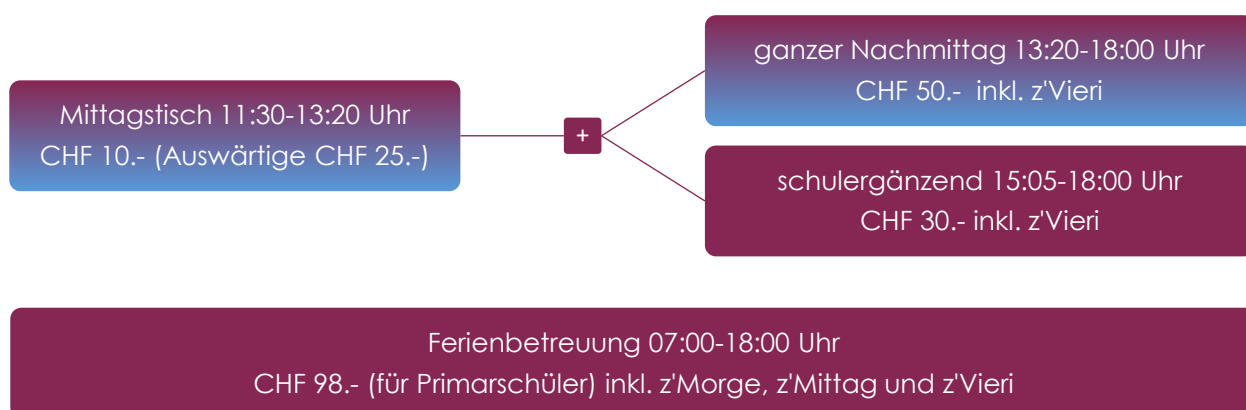 Mittagstisch 11:30-13:20 Uhr
CHF 10.- (Auswärtige CHF 25.-)
+
ganzer Nachmittag 13:20-18:00 Uhr
CHF 50.- inkl. z'Vieri
schulergänzend 15:05-18:00 Uhr
CHF 30.- inkl. z'Vieri
Ferienbetreuung 07:00-18:00 Uhr
CHF 98.- (für Primarschüler) inkl. z'Morge, z'Mittag und z'Vieri